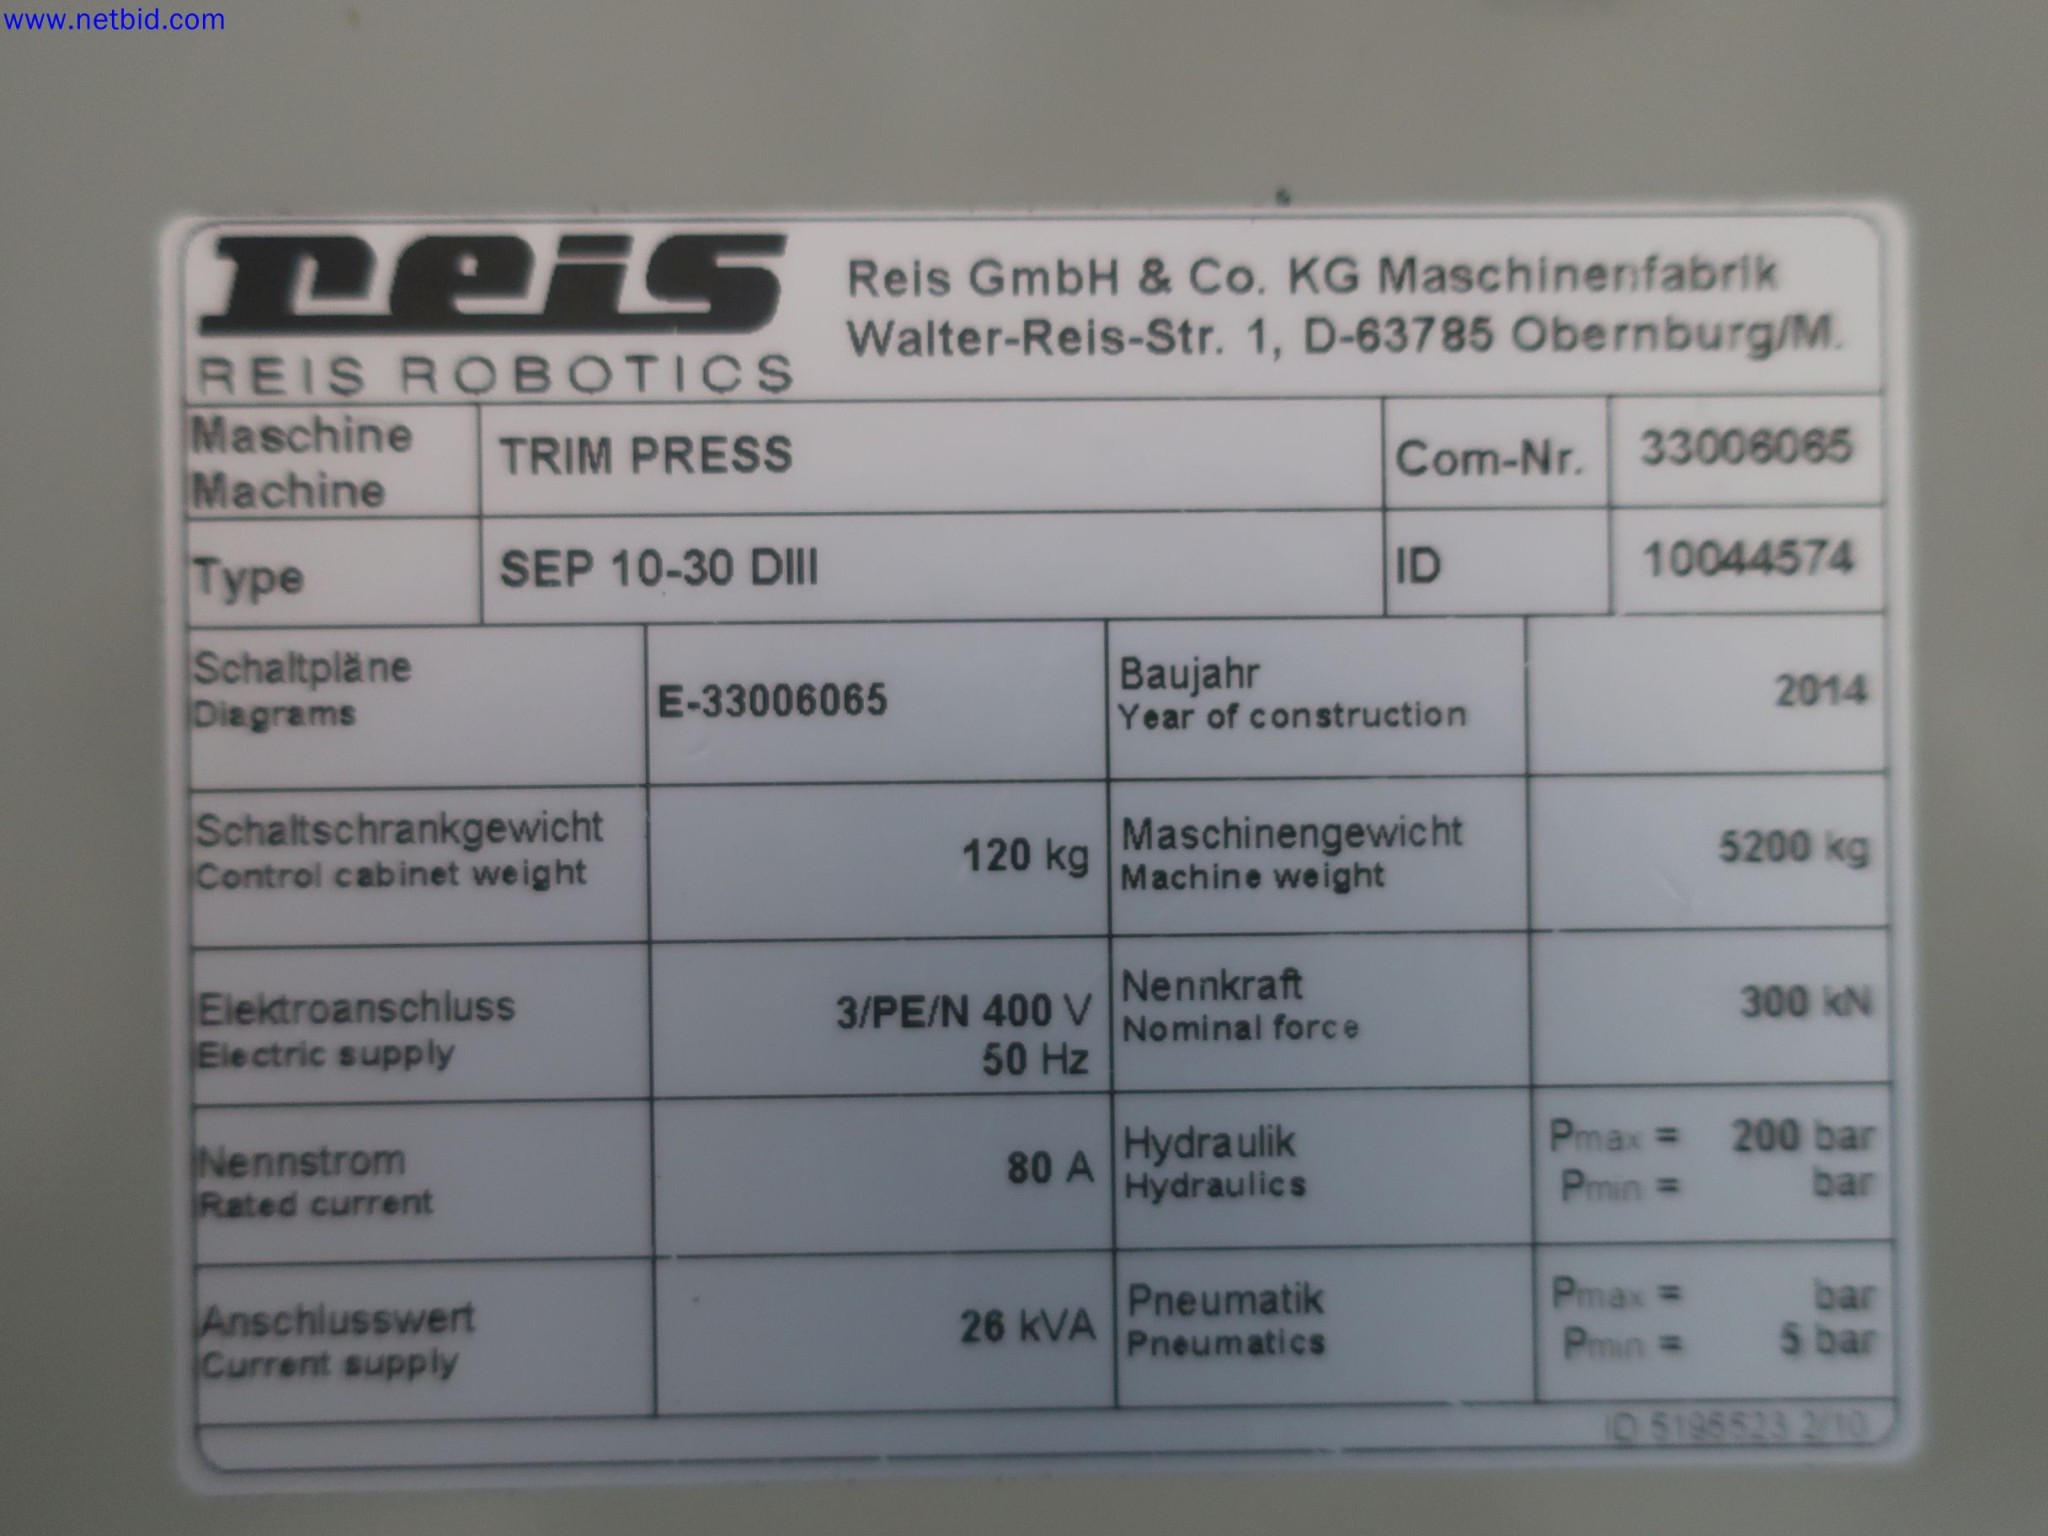 www.netbid.com
reis
REIS ROBOTICS
Reis GmbH & Co. KG Maschinenfabrik
Walter-Reis-Str. 1, D-63785 Obernburg/M.
Maschine
Machine
TRIM PRESS
Com-Nr.
33006065
Type
SEP 10-30 DIII
ID
10044574
Schaltpläne
Diagrams
E-33006065
Baujahr
Year of construction
2014
Schaltschrankgewicht
Control cabinet weight
120 kg
Maschinengewicht
Machine weight
5200 kg
Elektroanschluss
Electric supply
3/PE/N 400 V
50 Hz
Nennkraft
Nominal force
300 kN
Nennstrom
Rated current
80 A
Hydraulik
Hydraulics
Pmax = 200 bar
Pmin = bar
Anschlusswert
Current supply
26 kVA
Pneumatik
Pneumatics
Pmax = bar
Pmin = 5 bar
ID 5195523 2/10